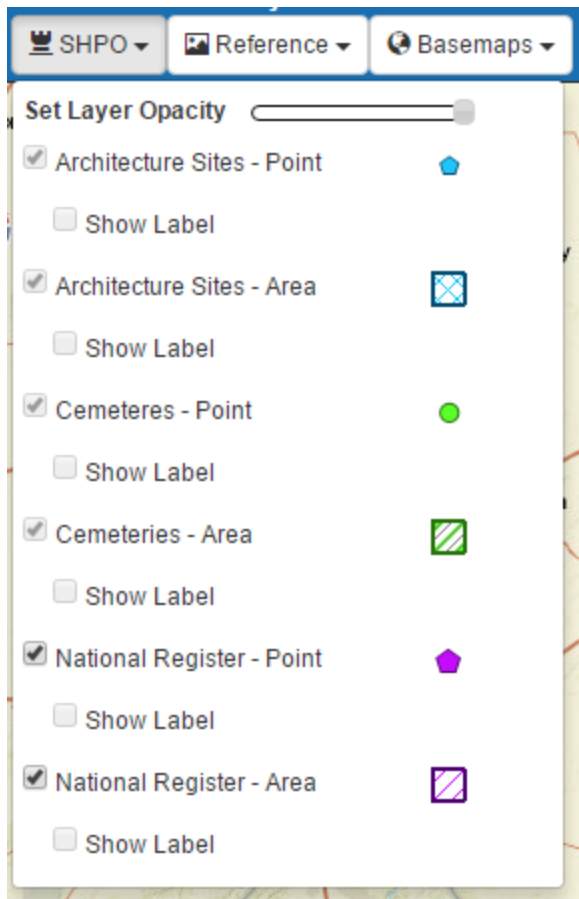 SHPO
Reference
Basemaps
Set Layer Opacity
Architecture Sites - Point
Show Label
Architecture Sites - Area
Show Label
Cemeteres - Point
Show Label
Cemeteries - Area
Show Label
National Register - Point
Show Label
National Register - Area
Show Label